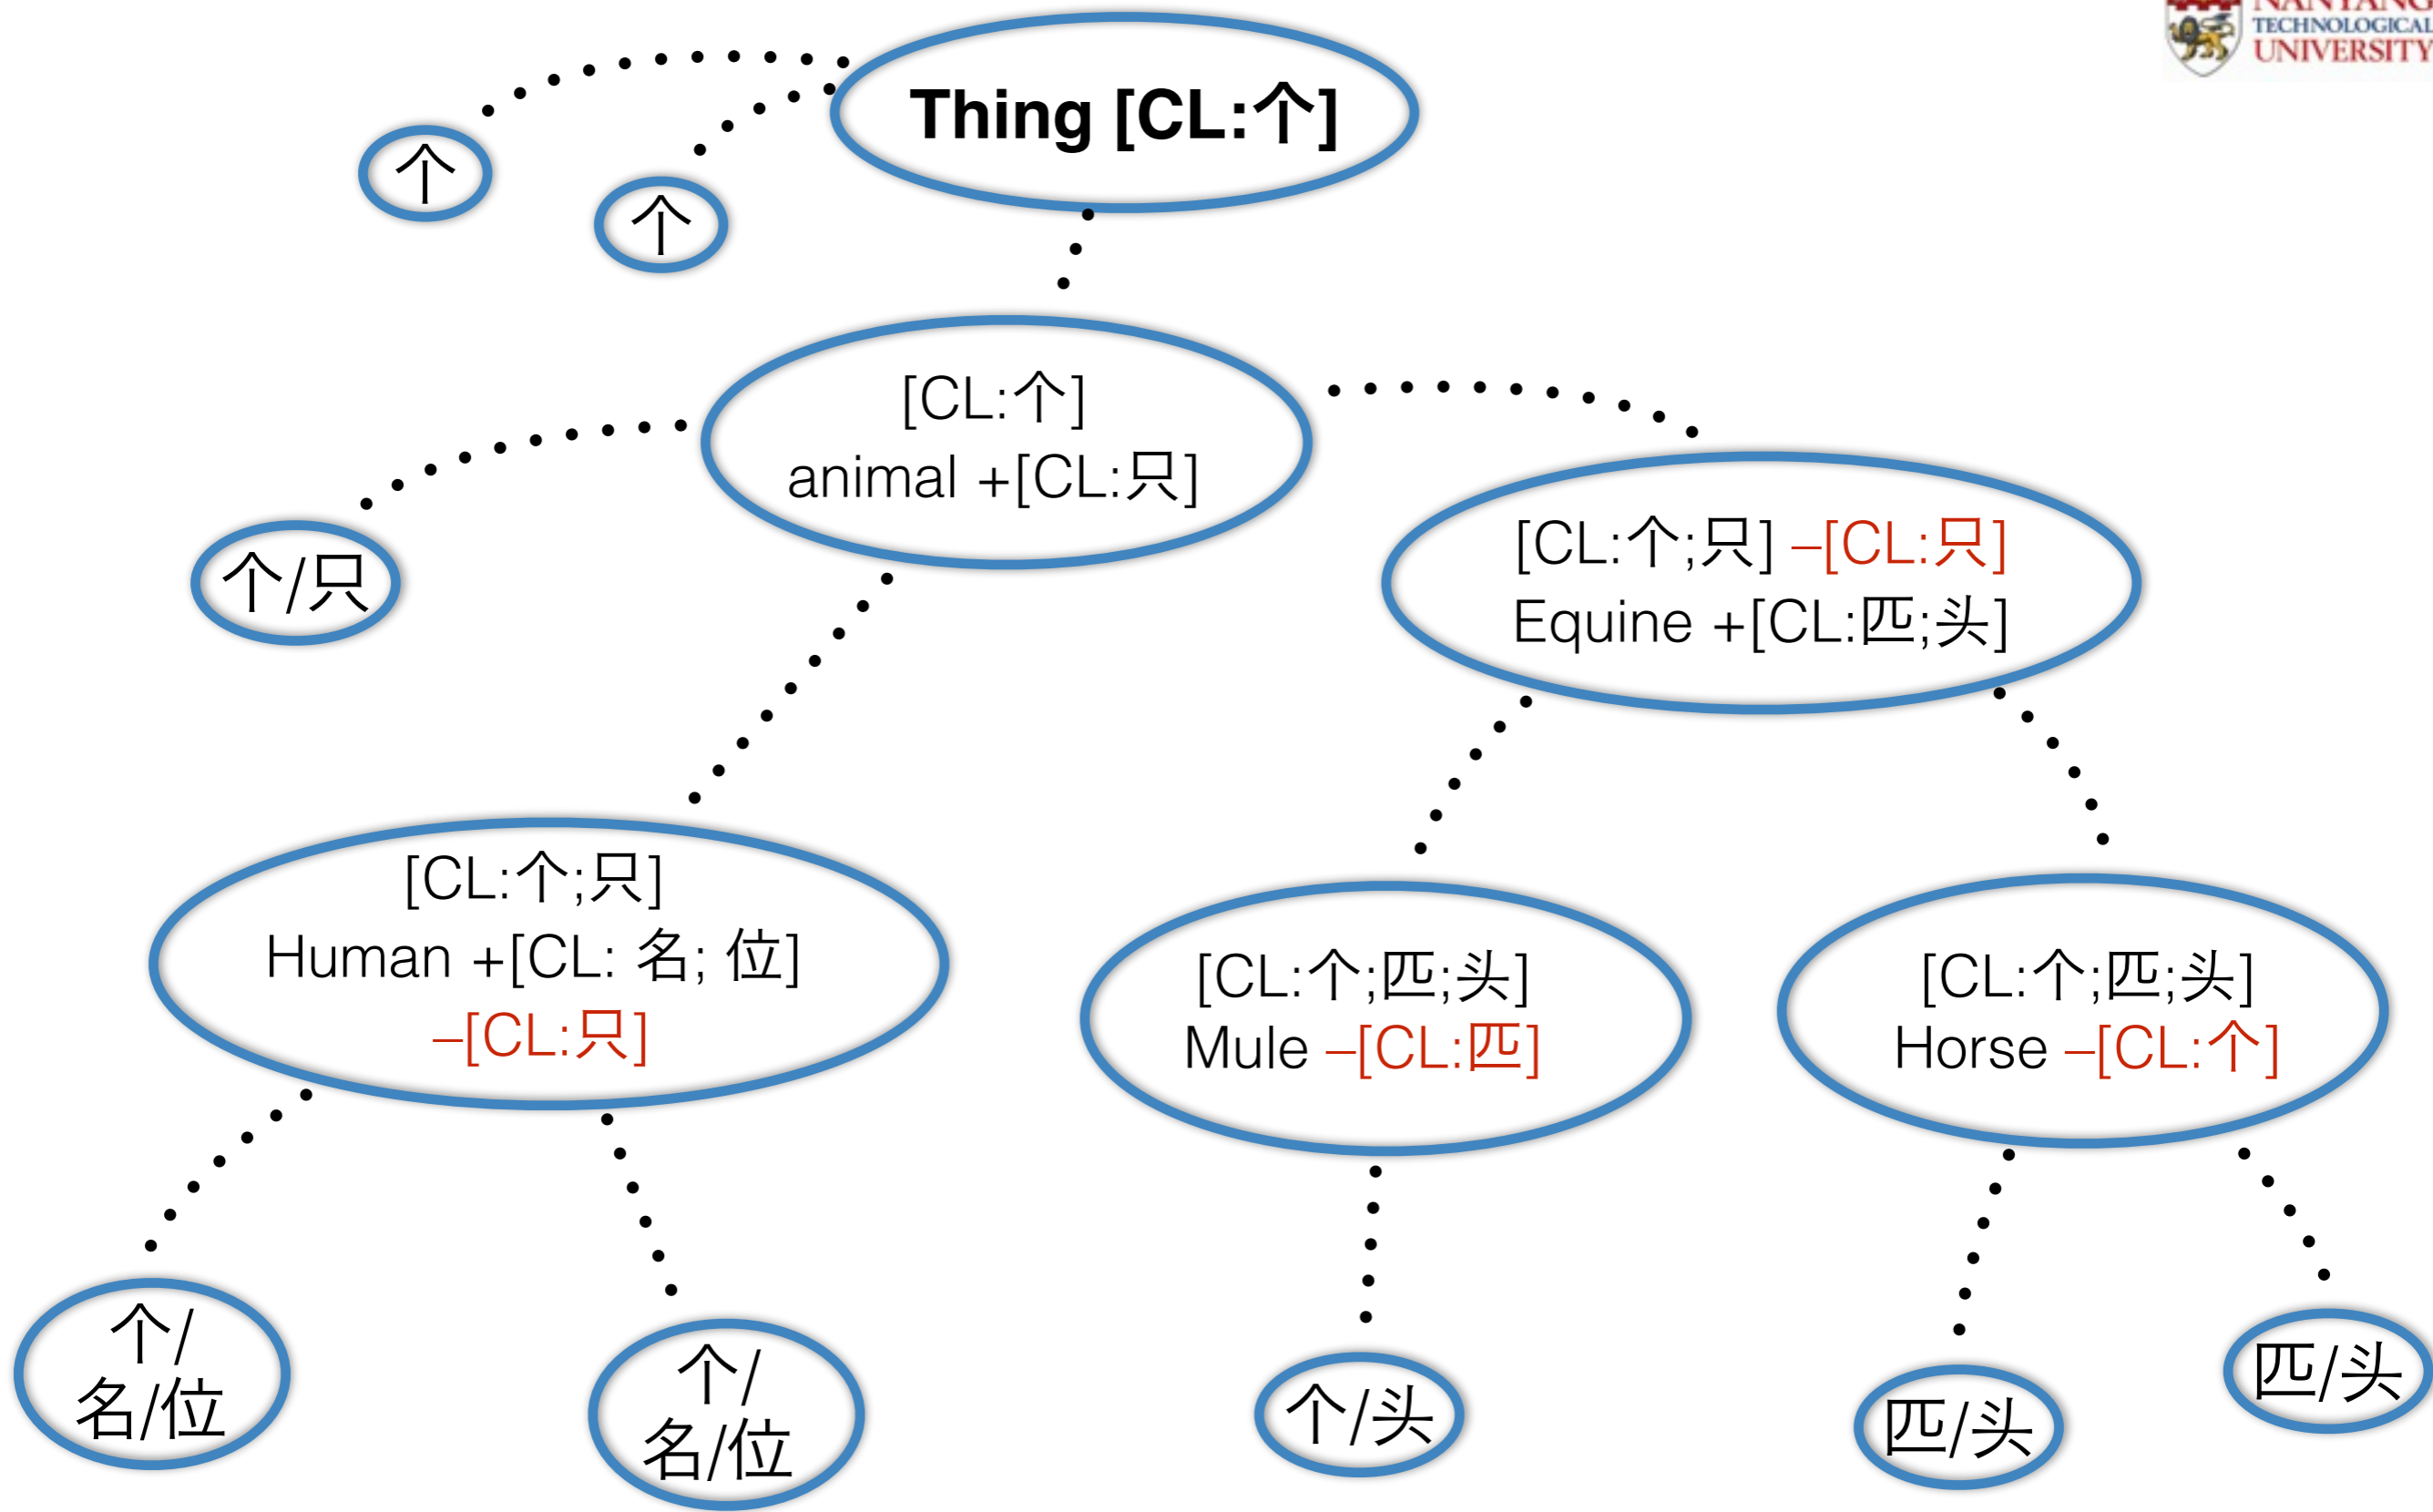 NANYANG
TECHNOLOGICAL
UNIVERSITY
Thing [CL:个]
个
个
[CL:个]
animal +[CL:只]
个/只
[CL:个;只] –[CL:只]
Equine +[CL:匹;头]
[CL:个;只]
Human +[CL: 名; 位]
–[CL:只]
[CL:个;匹;头]
Mule –[CL:匹]
[CL:个;匹;头]
Horse –[CL:个]
个/
名/位
个/
名/位
个/头
匹/头
匹/头